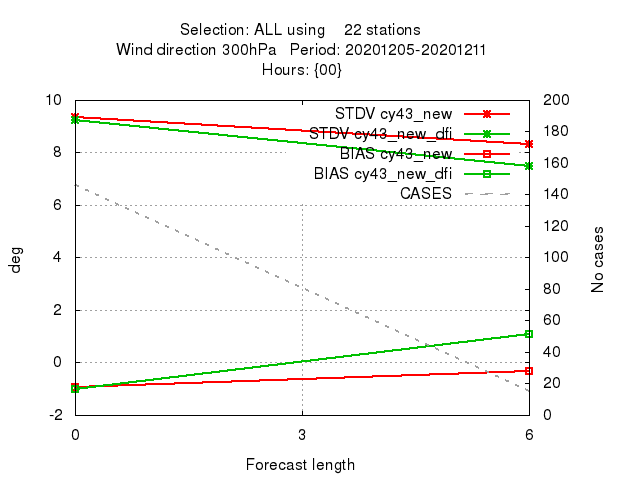 Selection: ALL using 22 stations
Wind direction 300hPa Period: 20201205-20201211
Hours: {00}
10 200
STDV cy43_new
180
STDV cy43_new_dfi
8 BIAS cy43_new 160
BIAS cy43_new_dfi
CASES 140
6
120
deg 4 100 No cases
80
2
60
40
0
20
-2 0
0 3 6
Forecast length